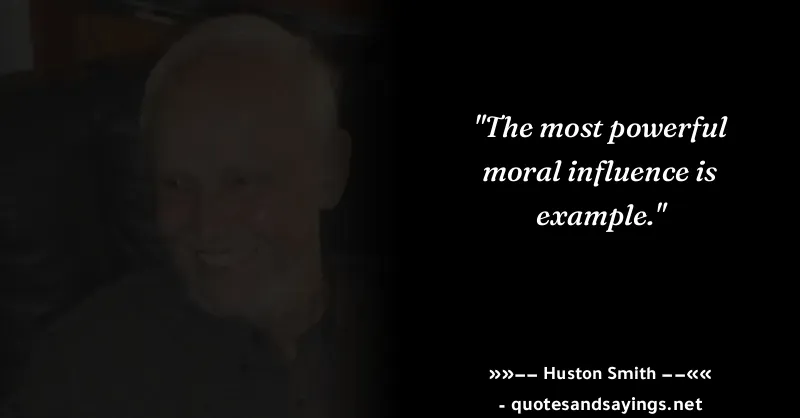 "The most powerful
moral influence is
example."
»»−− Huston Smith −−««
- quotesandsayings.net